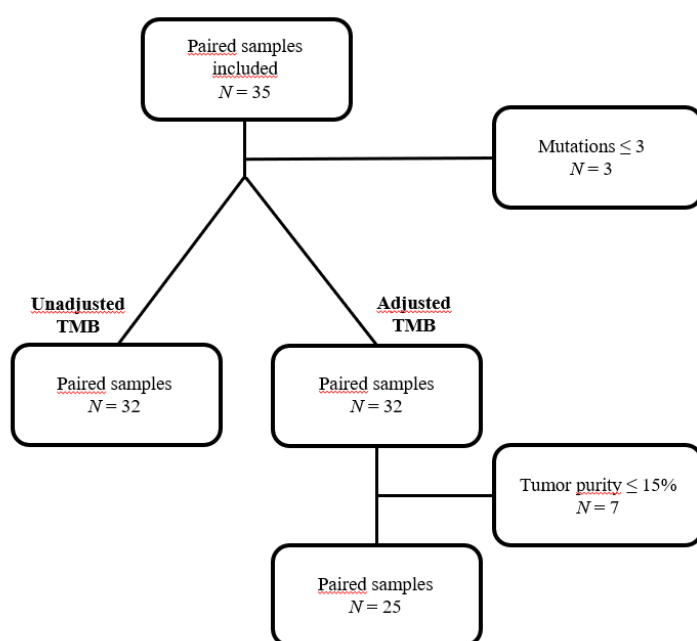 Paired samples
included
N = 35
Mutations ≤ 3
N = 3
Unadjusted
TMB
Adjusted
TMB
Paired samples
N = 32
Paired samples
N = 32
Tumor purity ≤ 15%
N = 7
Paired samples
N = 25